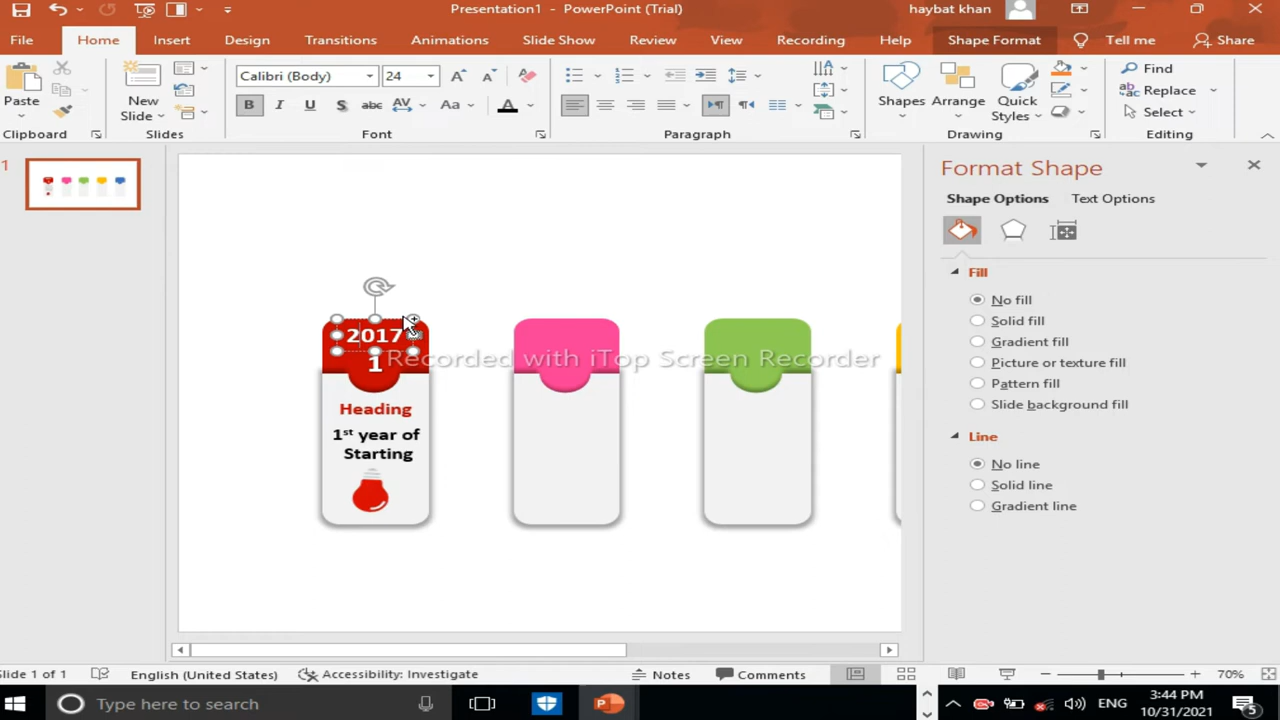 Presentation1 - PowerPoint (Trial)
haybat khan
File Home Insert Design Transitions Animations Slide Show Review View Recording Help Shape Format Tell me Share
Paste
Clipboard
New
Slide
Slides
Calibri (Body) 24
B I U S abc AV Aa A
Font
Paragraph
Shapes Arrange Quick
Styles
Drawing
Find
Replace
Select
Editing
1
2017
1
Heading
1st year of
Starting
Recorded with iTop Screen Recorder
Format Shape
Shape Options Text Options
Fill
No fill
Solid fill
Gradient fill
Picture or texture fill
Pattern fill
Slide background fill
Line
No line
Solid line
Gradient line
Slide 1 of 1 English (United States) Accessibility: Investigate Notes Comments 70%
Type here to search
ENG
3:44 PM
10/31/2021
5